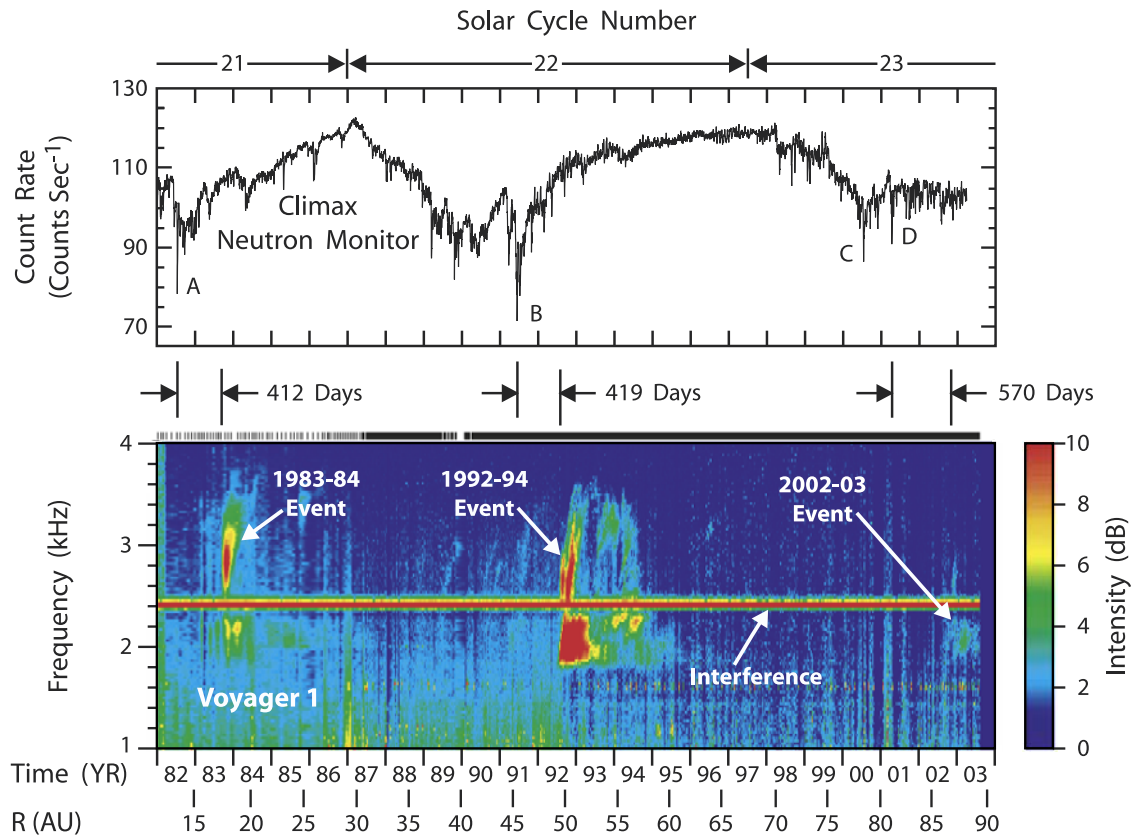 Solar Cycle Number
21 22 23
130
110
90
70
Count Rate
(Counts Sec⁻¹)
Climax
Neutron Monitor
A
B
C
D
412 Days
419 Days
570 Days
4
3
2
1
Frequency (kHz)
1983-84
Event
1992-94
Event
2002-03
Event
Interference
Voyager 1
10
8
6
4
2
0
Intensity (dB)
Time (YR) 82 83 84 85 86 87 88 89 90 91 92 93 94 95 96 97 98 99 00 01 02 03
R (AU) 15 20 25 30 35 40 45 50 55 60 65 70 75 80 85 90